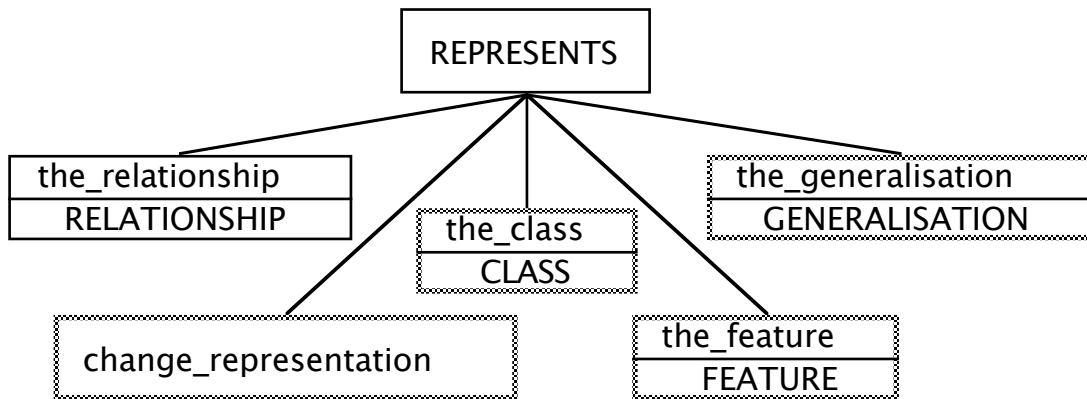 REPRESENTS
the_relationship
RELATIONSHIP
the_generalisation
GENERALISATION
the_class
CLASS
change_representation
the_feature
FEATURE